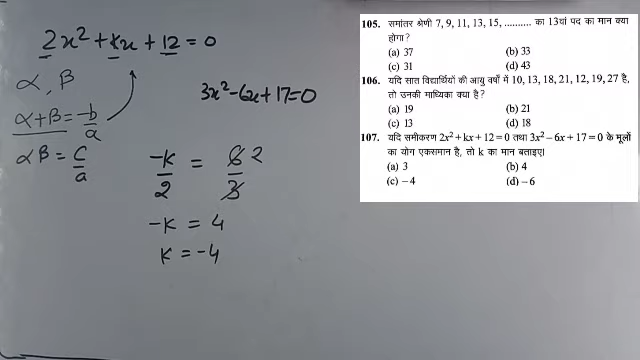 2x² + kx + 12 = 0
α, β
α+β = -b/a
αβ = c/a
3x² - 6x + 17 = 0
-k/2 = 6/3 2
-k = 4
k = -4
105. समांतर श्रेणी 7, 9, 11, 13, 15, .......... का 13वां पद का मान क्या
होगा?
(a) 37 (b) 33
(c) 31 (d) 43
106. यदि सात विद्यार्थियों की आयु वर्षों में 10, 13, 18, 21, 12, 19, 27 है,
तो उनकी माध्यिका क्या है?
(a) 19 (b) 21
(c) 13 (d) 18
107. यदि समीकरण 2x² + kx + 12 = 0 तथा 3x² – 6x + 17 = 0 के मूलों
का योग एकसमान है, तो k का मान बताइए।
(a) 3 (b) 4
(c) – 4 (d) – 6